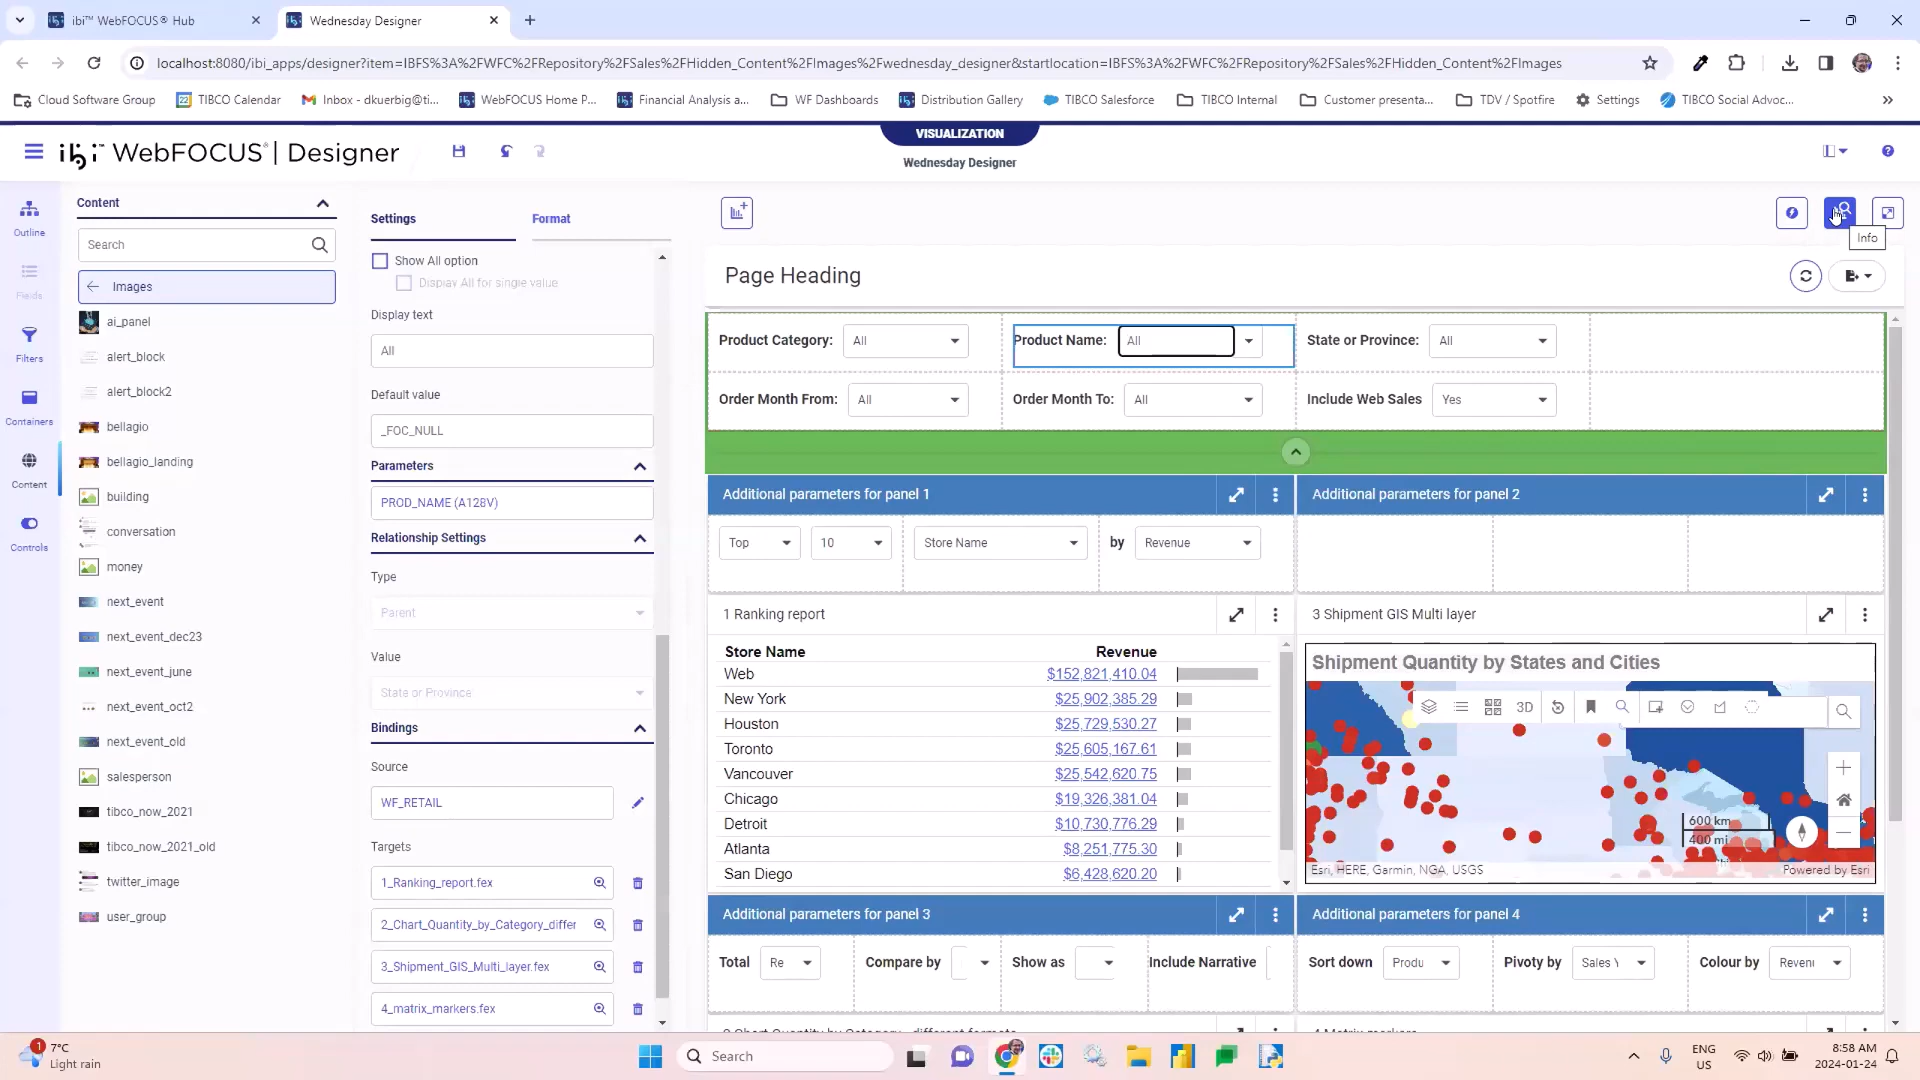 ibi™ WebFOCUS® Hub
Wednesday Designer
localhost:8080/ibi_apps/designer?item=IBFS%3A%2FWFC%2FRepository%2FSales%2FHidden_Content%2FImages%2Fwednesday_designer&startlocation=IBFS%3A%2FWFC%2FRepository%2FSales%2FHidden_Content%2FImages
Cloud Software Group
TIBCO Calendar
Inbox - dkuerbig@ti...
WebFOCUS Home P...
Financial Analysis a...
WF Dashboards
Distribution Gallery
TIBCO Salesforce
TIBCO Internal
Customer presenta...
TDV / Spotfire
Settings
TIBCO Social Advoc...
VISUALIZATION
ibi™ WebFOCUS® | Designer
Wednesday Designer
Outline
Fields
Filters
Containers
Content
Controls
Content
Search
Images
ai_panel
alert_block
alert_block2
bellagio
bellagio_landing
building
conversation
money
next_event
next_event_dec23
next_event_june
next_event_oct2
next_event_old
salesperson
tibco_now_2021
tibco_now_2021_old
twitter_image
user_group
Settings
Format
Show All option
Display All for single value
Display text
All
Default value
_FOC_NULL
Parameters
PROD_NAME (A128V)
Relationship Settings
Type
Parent
Value
State or Province
Bindings
Source
WF_RETAIL
Targets
1_Ranking_report.fex
2_Chart_Quantity_by_Category_differ
3_Shipment_GIS_Multi_layer.fex
4_matrix_markers.fex
Info
Page Heading
Product Category: All
Product Name: All
State or Province: All
Order Month From: All
Order Month To: All
Include Web Sales Yes
Additional parameters for panel 1
Additional parameters for panel 2
Top 10 Store Name by Revenue
1 Ranking report
3 Shipment GIS Multi layer
Store Name Revenue
Web $152,821,410.04
New York $25,902,385.29
Houston $25,729,530.27
Toronto $25,605,167.61
Vancouver $25,542,620.75
Chicago $19,326,381.04
Detroit $10,730,776.29
Atlanta $8,251,775.30
San Diego $6,428,620.20
Shipment Quantity by States and Cities
3D
600 km
400 mi
Esri, HERE, Garmin, NGA, USGS
Powered by Esri
Additional parameters for panel 3
Additional parameters for panel 4
Total Re
Compare by
Show as
Include Narrative
Sort down Produ
Pivoty by Sales
Colour by Reven
1
7°C
Light rain
Search
ENG
US
8:58 AM
2024-01-24